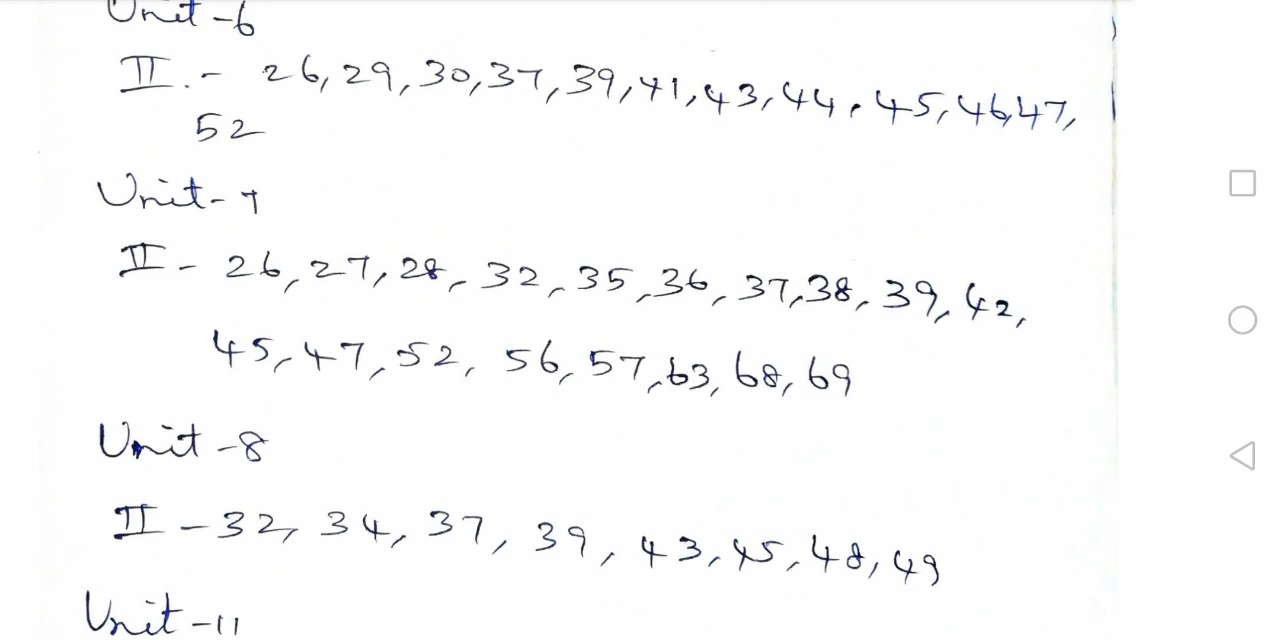 Unit-6
II.- 26,29,30,37,39,41,43,44,45,46,47,
52
Unit-7
II- 26,27,28,32,35,36,37,38,39,42,
45,47,52,56,57,63,68,69
Unit-8
II-32,34,37,39,43,45,48,49
Unit-11